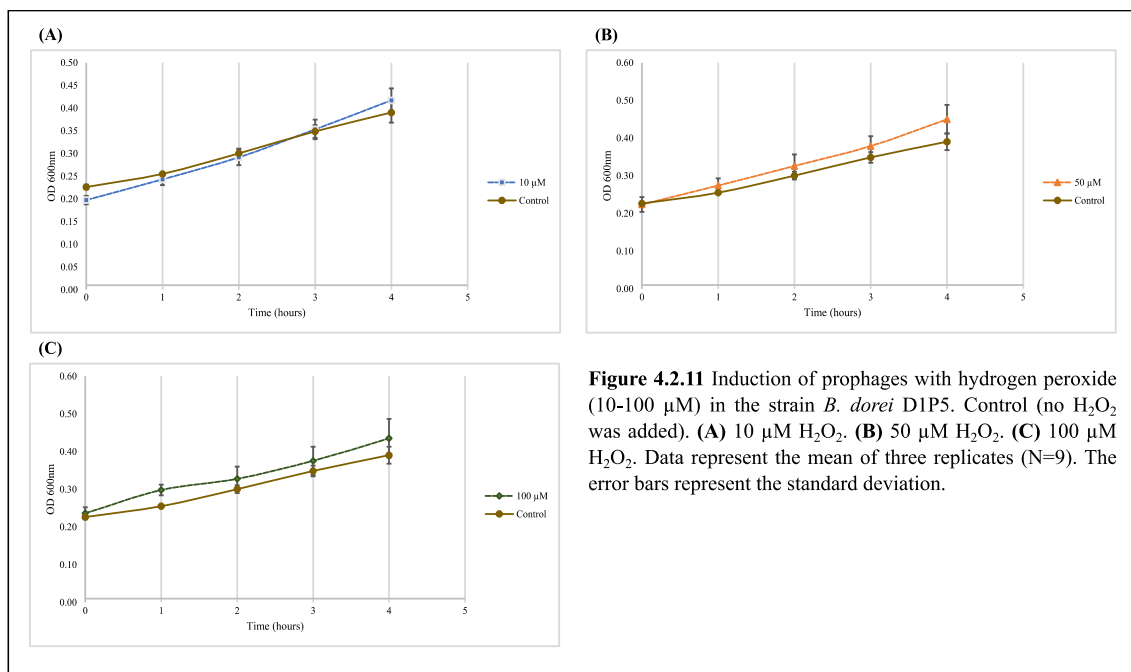 (A)
0.50
0.45
0.40
0.35
0.30
0.25
0.20
0.15
0.10
0.05
0.00
OD 600nm
0 1 2 3 4 5
Time (hours)
10 µM
Control
(B)
0.60
0.50
0.40
0.30
0.20
0.10
0.00
OD 600nm
0 1 2 3 4 5
Time (hours)
50 µM
Control
(C)
0.60
0.50
0.40
0.30
0.20
0.10
0.00
OD 600nm
0 1 2 3 4 5
Time (hours)
100 µM
Control
Figure 4.2.11 Induction of prophages with hydrogen peroxide
(10-100 µM) in the strain B. dorei D1P5. Control (no H₂O₂
was added). (A) 10 µM H₂O₂. (B) 50 µM H₂O₂. (C) 100 µM
H₂O₂. Data represent the mean of three replicates (N=9). The
error bars represent the standard deviation.